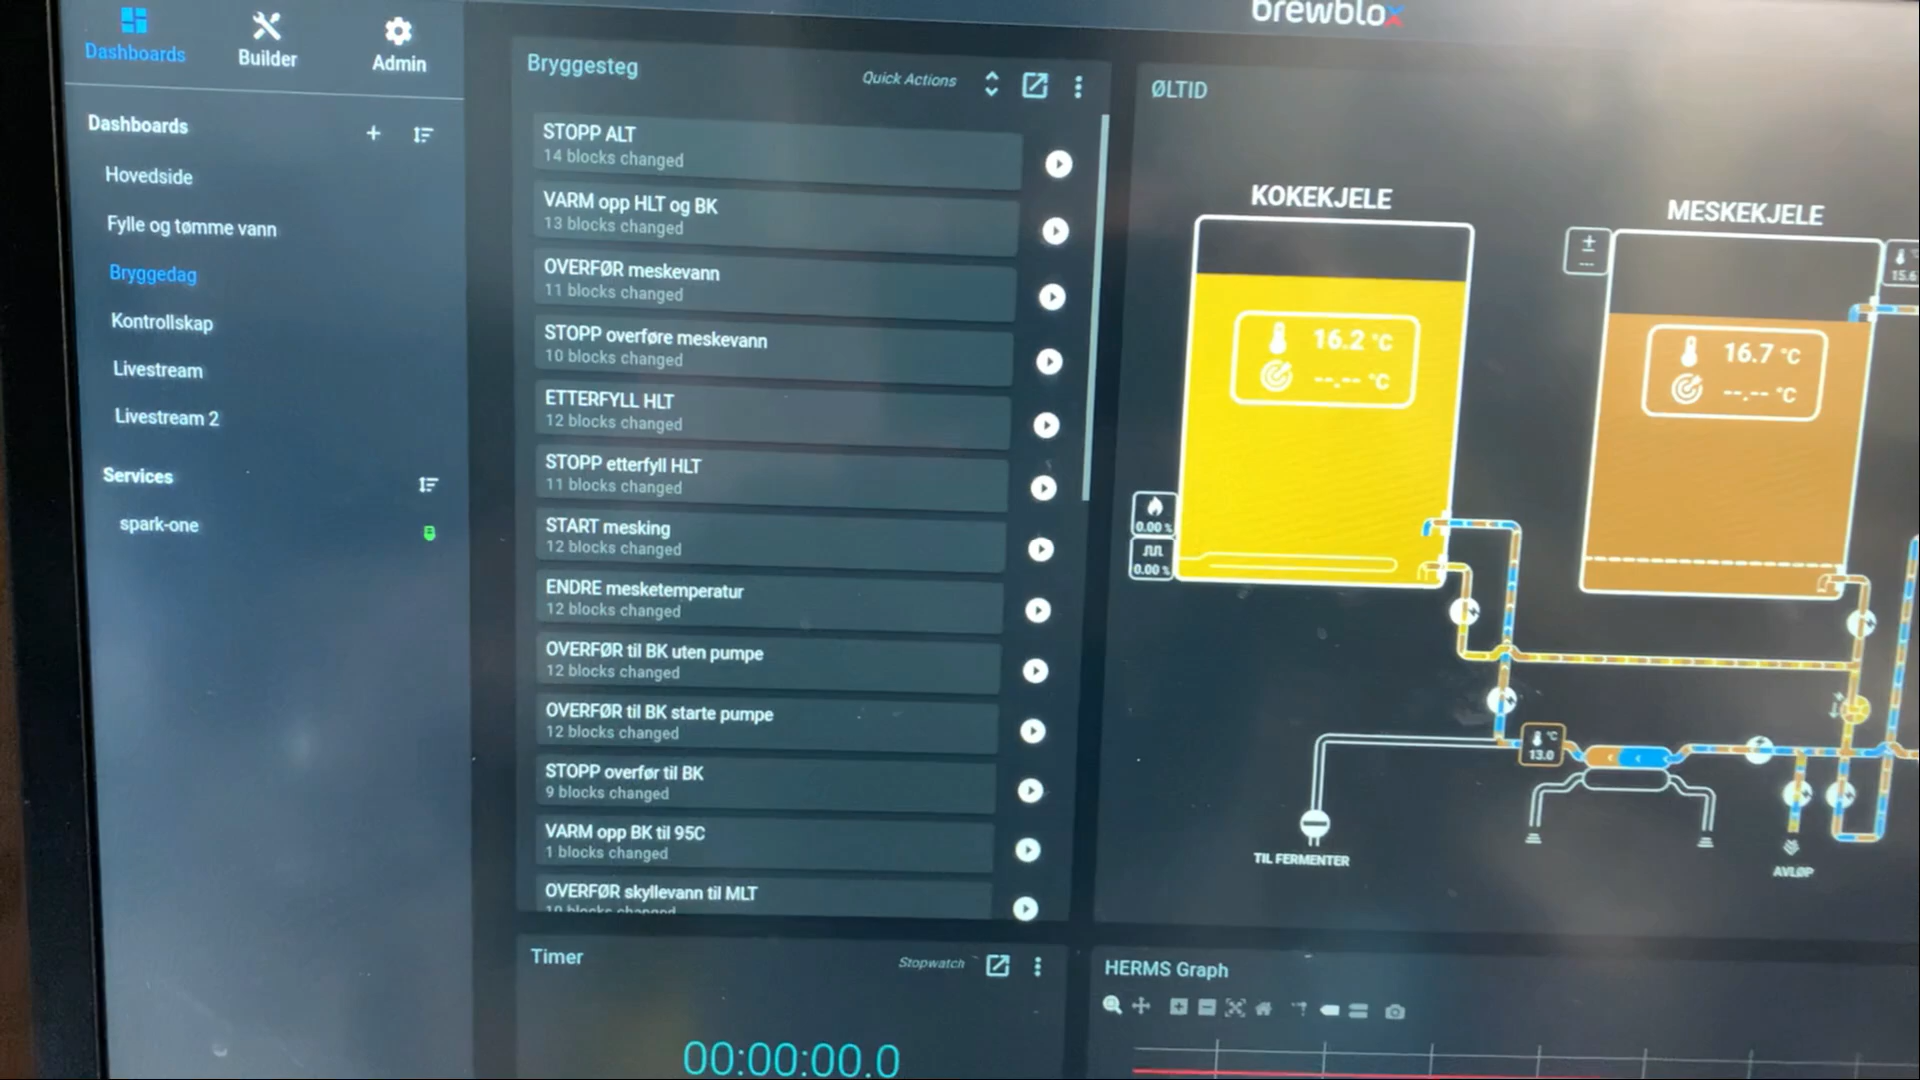 brewblox
Dashboards
Builder
Admin
Dashboards
Hovedside
Fylle og tømme vann
Bryggedag
Kontrollskap
Livestream
Livestream 2
Services
spark-one
Bryggesteg
Quick Actions
STOPP ALT
14 blocks changed
VARM opp HLT og BK
13 blocks changed
OVERFØR meskevann
11 blocks changed
STOPP overføre meskevann
10 blocks changed
ETTERFYLL HLT
12 blocks changed
STOPP etterfyll HLT
11 blocks changed
START mesking
12 blocks changed
ENDRE mesketemperatur
12 blocks changed
OVERFØR til BK uten pumpe
12 blocks changed
OVERFØR til BK starte pumpe
12 blocks changed
STOPP overfør til BK
9 blocks changed
VARM opp BK til 95C
1 blocks changed
OVERFØR skyllevann til MLT
10 blocks changed
Timer
Stopwatch
00:00:00.0
ØLTID
KOKEKJELE
16.2 °C
--.-- °C
0.00 %
0.00 %
MESKEKJELE
16.7 °C
--.-- °C
15.6
°C
13.0
TIL FERMENTER
AVLØP
HERMS Graph